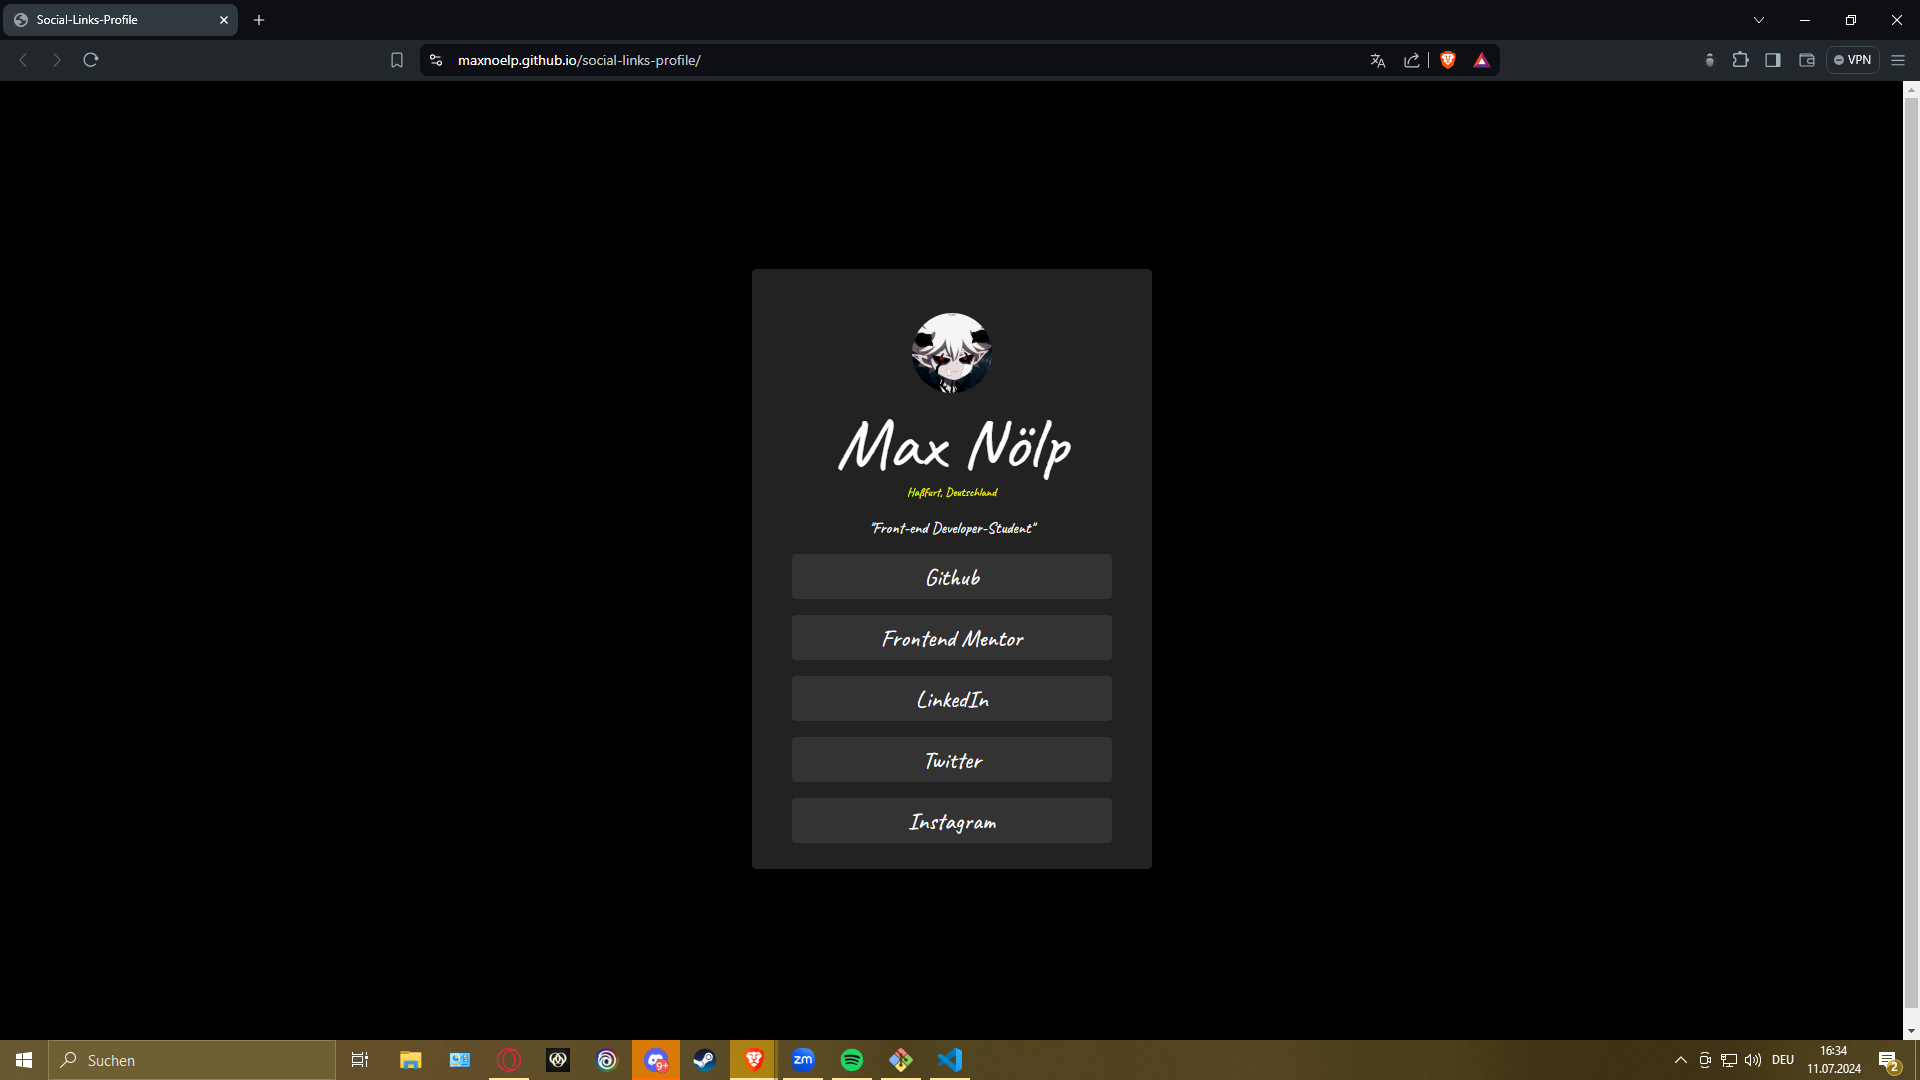 Social-Links-Profile
maxnoelp.github.io/social-links-profile/
VPN
Max Nölp
Haßfurt, Deutschland
"Front-end Developer-Student"
Github
Frontend Mentor
LinkedIn
Twitter
Instagram
Suchen
9+
zm
DEU
16:34
11.07.2024
2